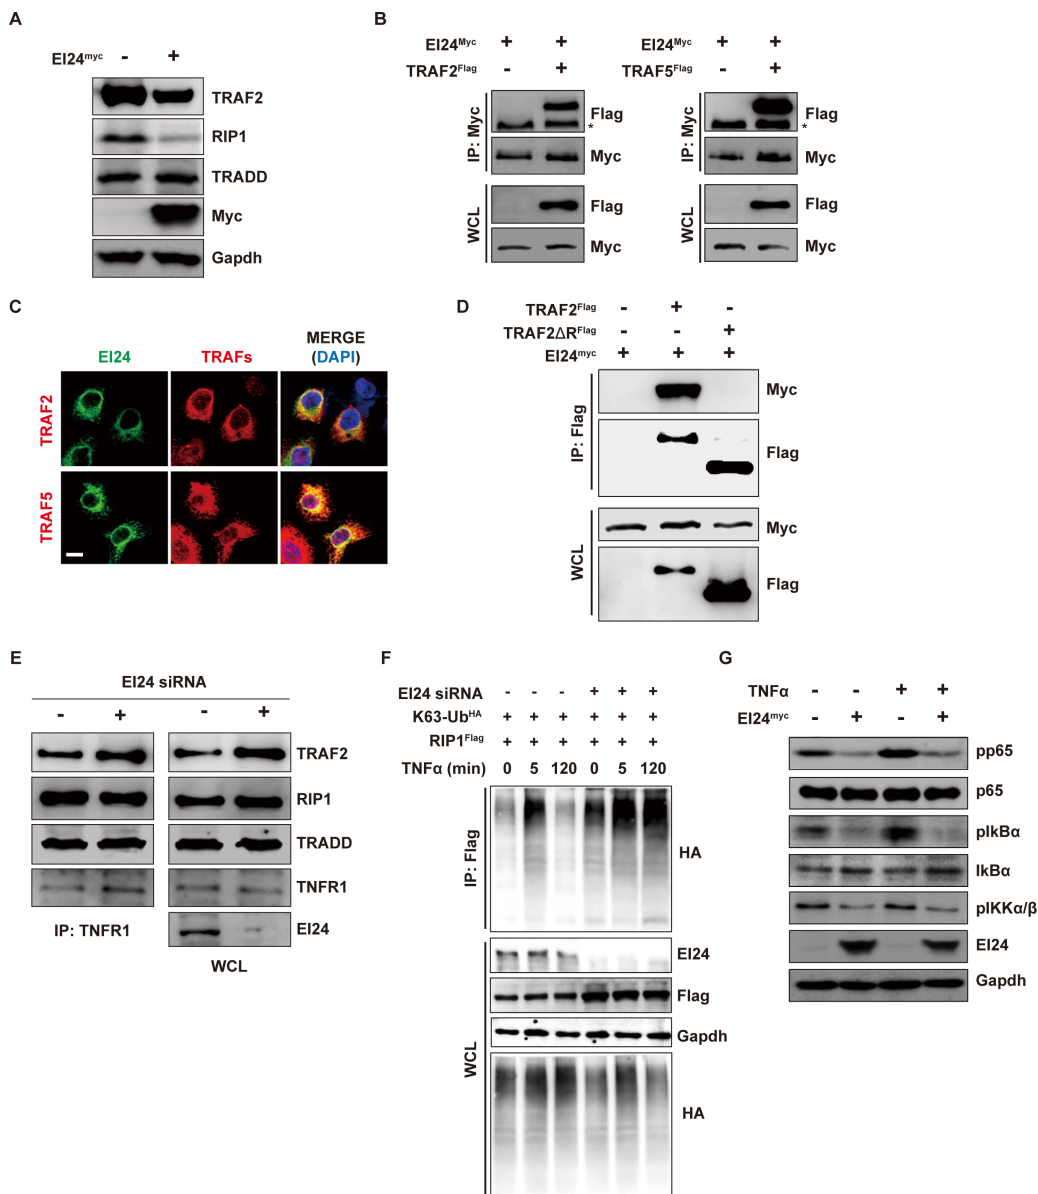 A
EI24myc - +
TRAF2
RIP1
TRADD
Myc
Gapdh
B
EI24Myc + +
TRAF2Flag - +
IP: Myc
Flag
*
Myc
WCL
Flag
Myc
EI24Myc + +
TRAF5Flag - +
IP: Myc
Flag
*
Myc
WCL
Flag
Myc
C
EI24 TRAFs MERGE
(DAPI)
TRAF2
TRAF5
D
TRAF2Flag - + -
TRAF2ΔRFlag - - +
EI24myc + + +
IP: Flag
Myc
Flag
WCL
Myc
Flag
E
EI24 siRNA
- + - +
TRAF2
RIP1
TRADD
TNFR1
EI24
IP: TNFR1
WCL
F
EI24 siRNA - - - + + +
K63-UbHA + + + + + +
RIP1Flag + + + + + +
TNFα (min) 0 5 120 0 5 120
IP: Flag
HA
WCL
EI24
Flag
Gapdh
HA
G
TNFα - - + +
EI24myc - + - +
pp65
p65
pIkBα
IkBα
pIKKα/β
EI24
Gapdh